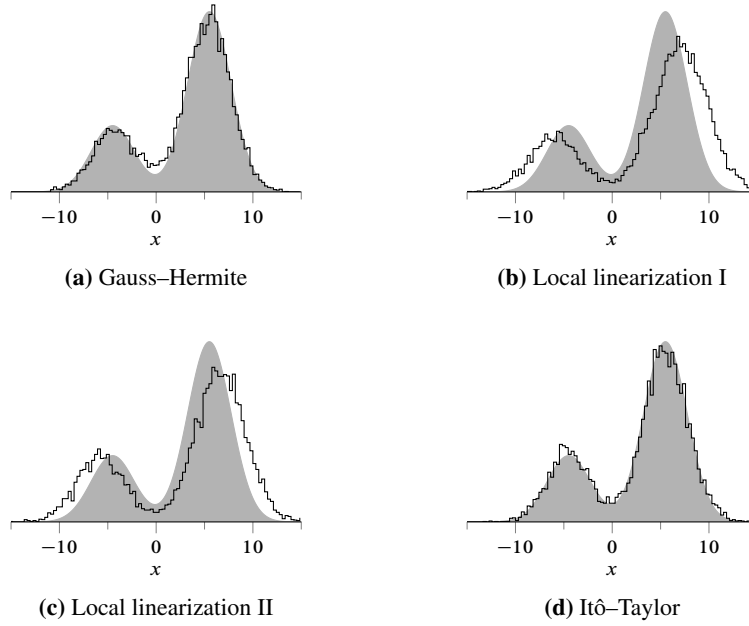 −10 0 10
x
(a) Gauss–Hermite
−10 0 10
x
(b) Local linearization I
−10 0 10
x
(c) Local linearization II
−10 0 10
x
(d) Itô–Taylor